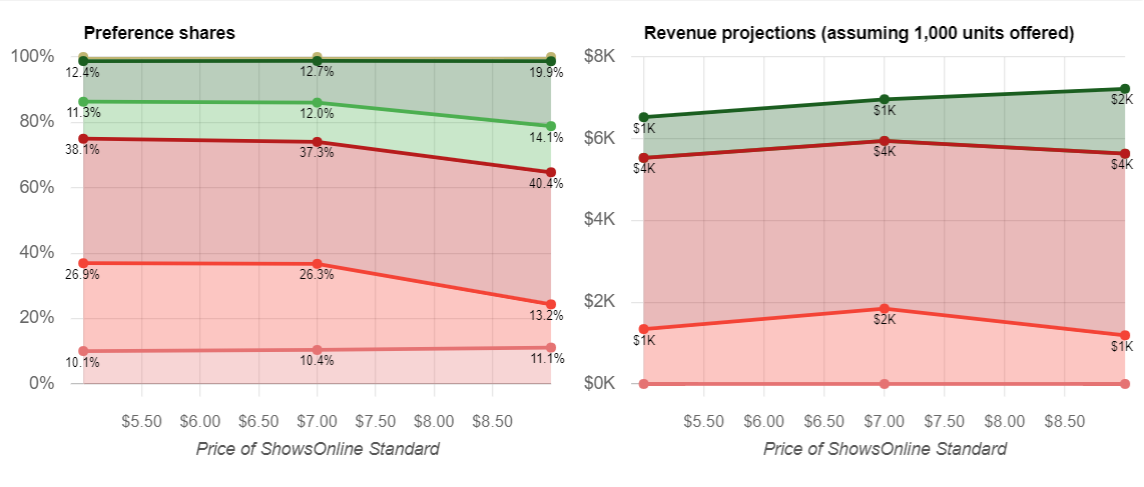 Preference shares
100%
80%
60%
40%
20%
0%
12.4%
12.7%
19.9%
11.3%
12.0%
14.1%
38.1%
37.3%
40.4%
26.9%
26.3%
13.2%
10.1%
10.4%
11.1%
$5.50 $6.00 $6.50 $7.00 $7.50 $8.00 $8.50
Price of ShowsOnline Standard
Revenue projections (assuming 1,000 units offered)
$8K
$6K
$4K
$2K
$0K
$1K
$1K
$2K
$4K
$4K
$4K
$1K
$2K
$1K
$5.50 $6.00 $6.50 $7.00 $7.50 $8.00 $8.50
Price of ShowsOnline Standard